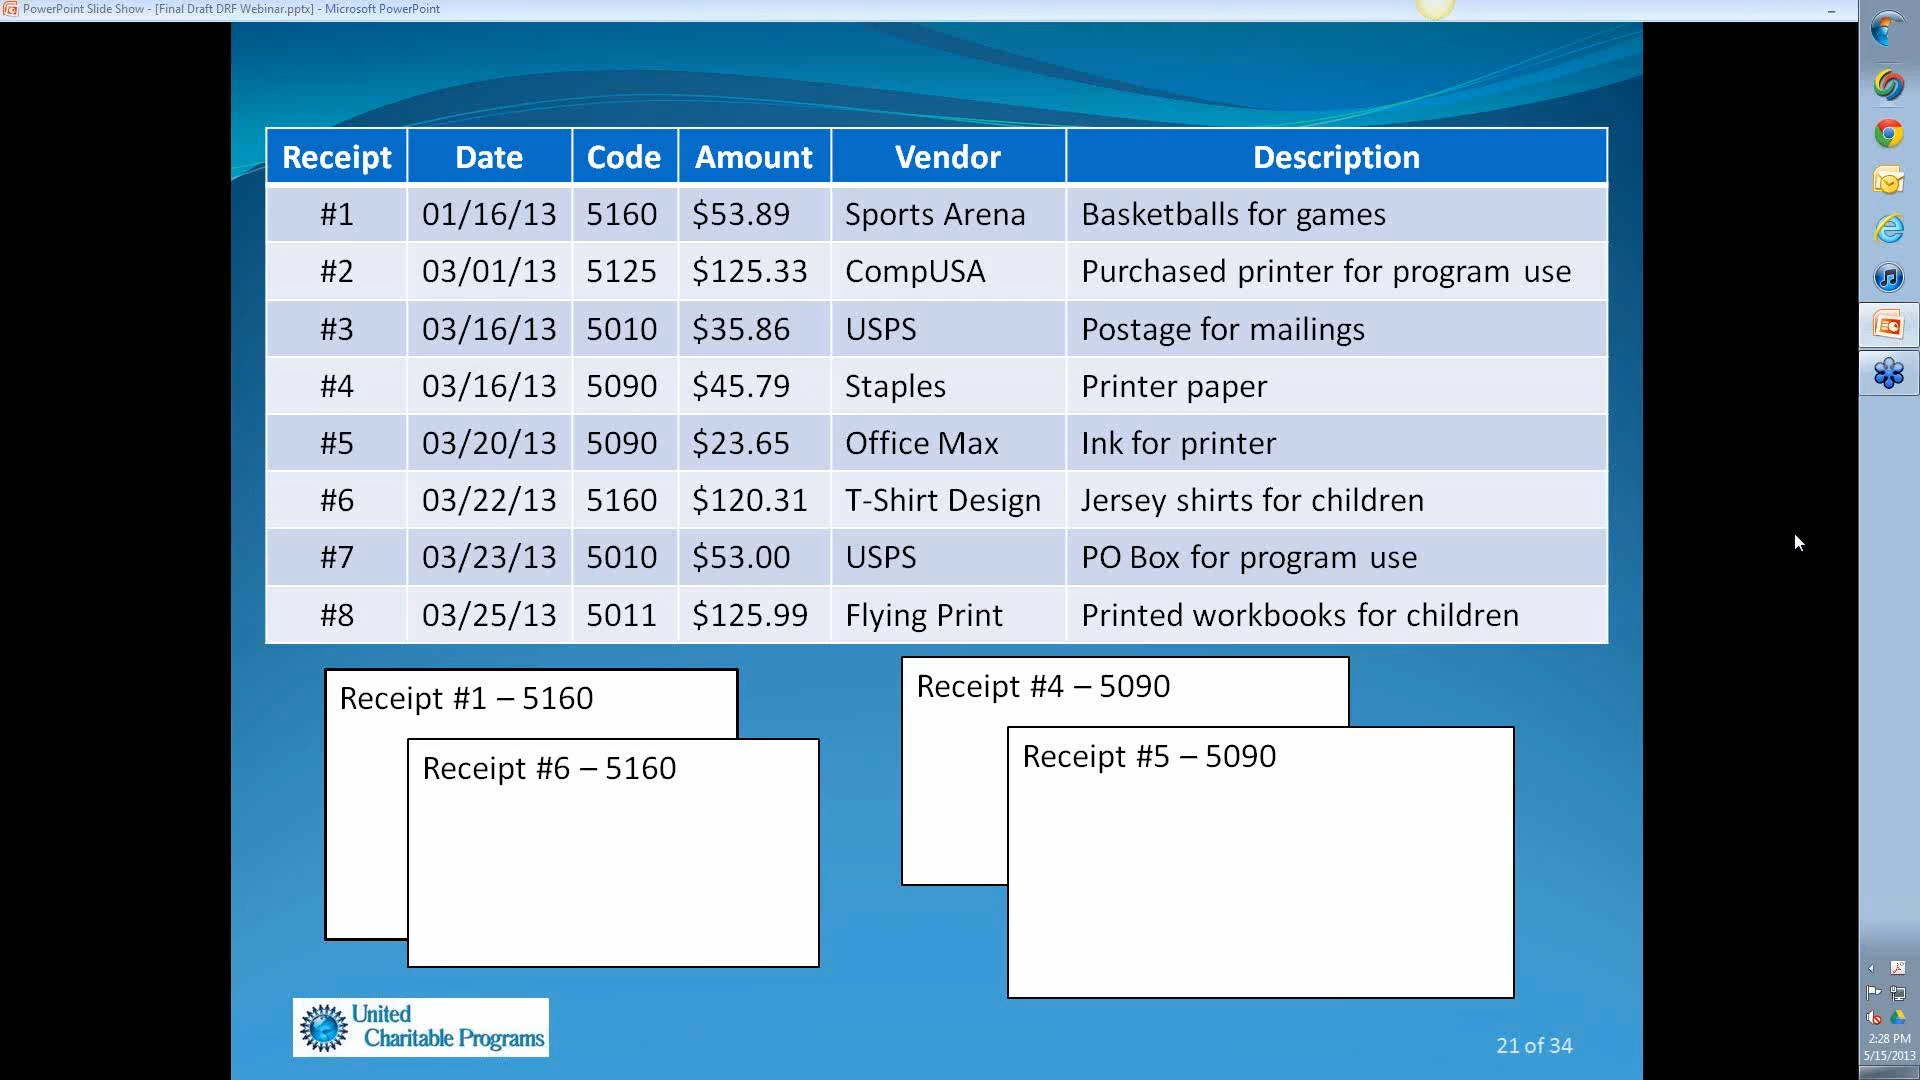 PowerPoint Slide Show - [Final Draft DRF Webinar.pptx] - Microsoft PowerPoint
Receipt Date Code Amount Vendor Description
#1 01/16/13 5160 $53.89 Sports Arena Basketballs for games
#2 03/01/13 5125 $125.33 CompUSA Purchased printer for program use
#3 03/16/13 5010 $35.86 USPS Postage for mailings
#4 03/16/13 5090 $45.79 Staples Printer paper
#5 03/20/13 5090 $23.65 Office Max Ink for printer
#6 03/22/13 5160 $120.31 T-Shirt Design Jersey shirts for children
#7 03/23/13 5010 $53.00 USPS PO Box for program use
#8 03/25/13 5011 $125.99 Flying Print Printed workbooks for children
Receipt #1 – 5160
Receipt #6 – 5160
Receipt #4 – 5090
Receipt #5 – 5090
United
Charitable Programs
21 of 34
2:28 PM
5/15/2013